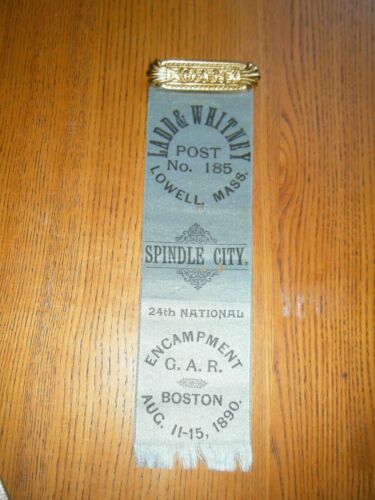 LADD & WHITNEY
POST
No. 185
LOWELL, MASS.
SPINDLE CITY.
24th NATIONAL
ENCAMPMENT
G. A. R.
BOSTON
AUG. 11-15, 1890.